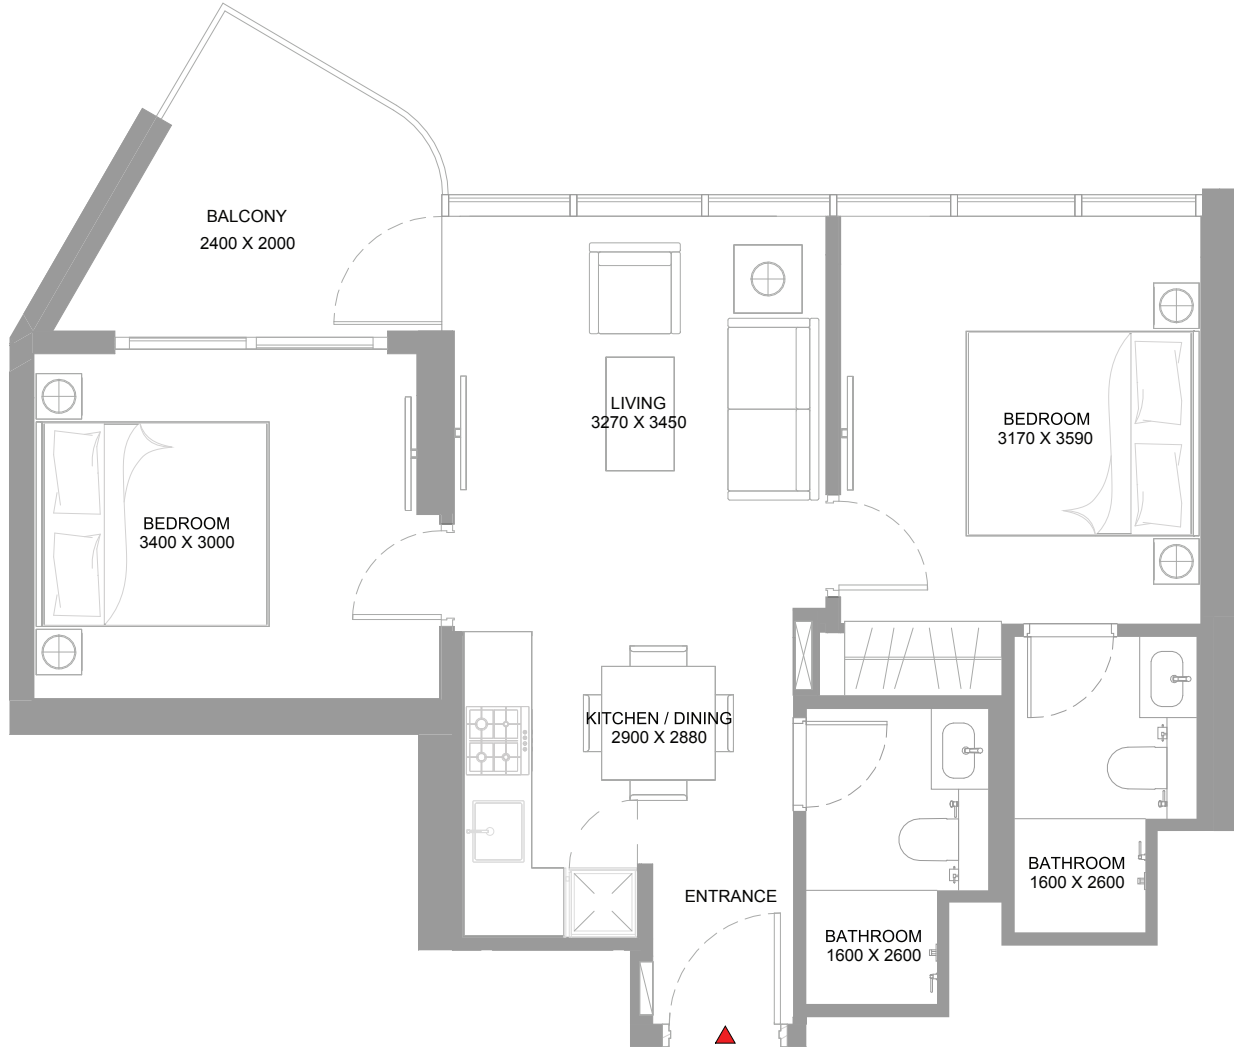 BALCONY
2400 X 2000
LIVING
3270 X 3450
BEDROOM
3170 X 3590
BEDROOM
3400 X 3000
KITCHEN / DINING
2900 X 2880
BATHROOM
1600 X 2600
ENTRANCE
BATHROOM
1600 X 2600